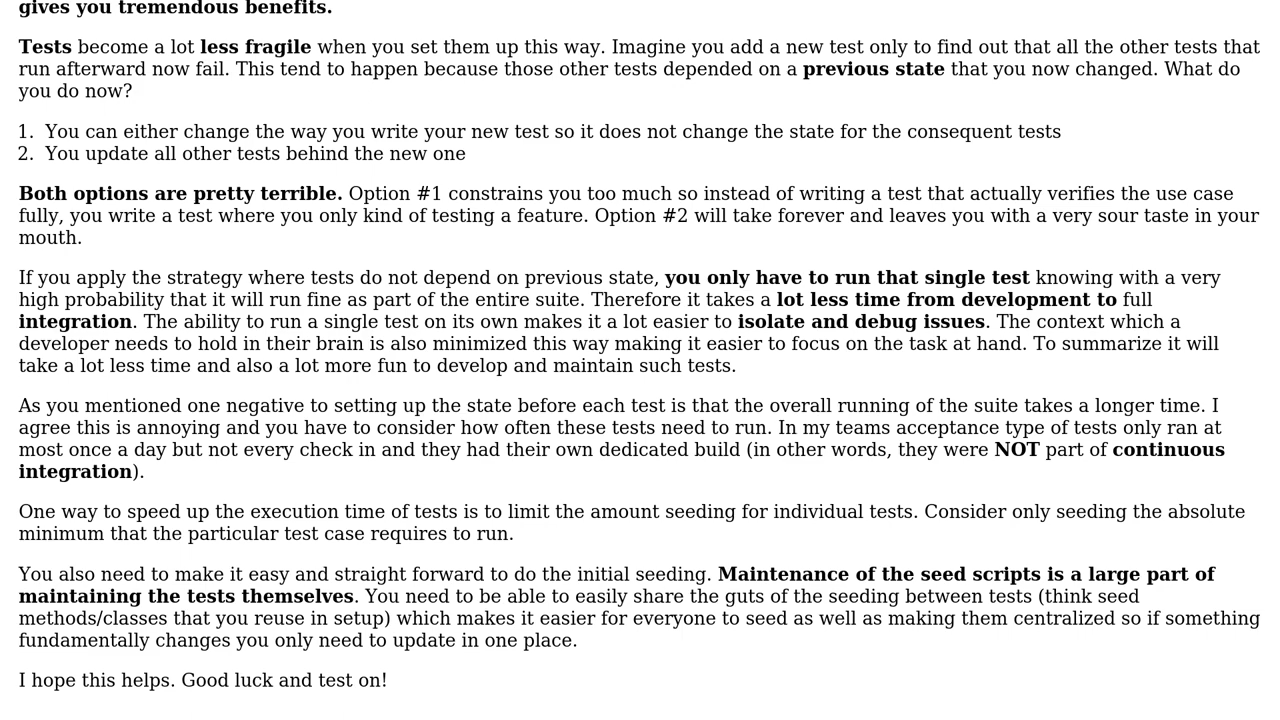 gives you tremendous benefits.
Tests become a lot less fragile when you set them up this way. Imagine you add a new test only to find out that all the other tests that
run afterward now fail. This tend to happen because those other tests depended on a previous state that you now changed. What do
you do now?
1. You can either change the way you write your new test so it does not change the state for the consequent tests
2. You update all other tests behind the new one
Both options are pretty terrible. Option #1 constrains you too much so instead of writing a test that actually verifies the use case
fully, you write a test where you only kind of testing a feature. Option #2 will take forever and leaves you with a very sour taste in your
mouth.
If you apply the strategy where tests do not depend on previous state, you only have to run that single test knowing with a very
high probability that it will run fine as part of the entire suite. Therefore it takes a lot less time from development to full
integration. The ability to run a single test on its own makes it a lot easier to isolate and debug issues. The context which a
developer needs to hold in their brain is also minimized this way making it easier to focus on the task at hand. To summarize it will
take a lot less time and also a lot more fun to develop and maintain such tests.
As you mentioned one negative to setting up the state before each test is that the overall running of the suite takes a longer time. I
agree this is annoying and you have to consider how often these tests need to run. In my teams acceptance type of tests only ran at
most once a day but not every check in and they had their own dedicated build (in other words, they were NOT part of continuous
integration).
One way to speed up the execution time of tests is to limit the amount seeding for individual tests. Consider only seeding the absolute
minimum that the particular test case requires to run.
You also need to make it easy and straight forward to do the initial seeding. Maintenance of the seed scripts is a large part of
maintaining the tests themselves. You need to be able to easily share the guts of the seeding between tests (think seed
methods/classes that you reuse in setup) which makes it easier for everyone to seed as well as making them centralized so if something
fundamentally changes you only need to update in one place.
I hope this helps. Good luck and test on!